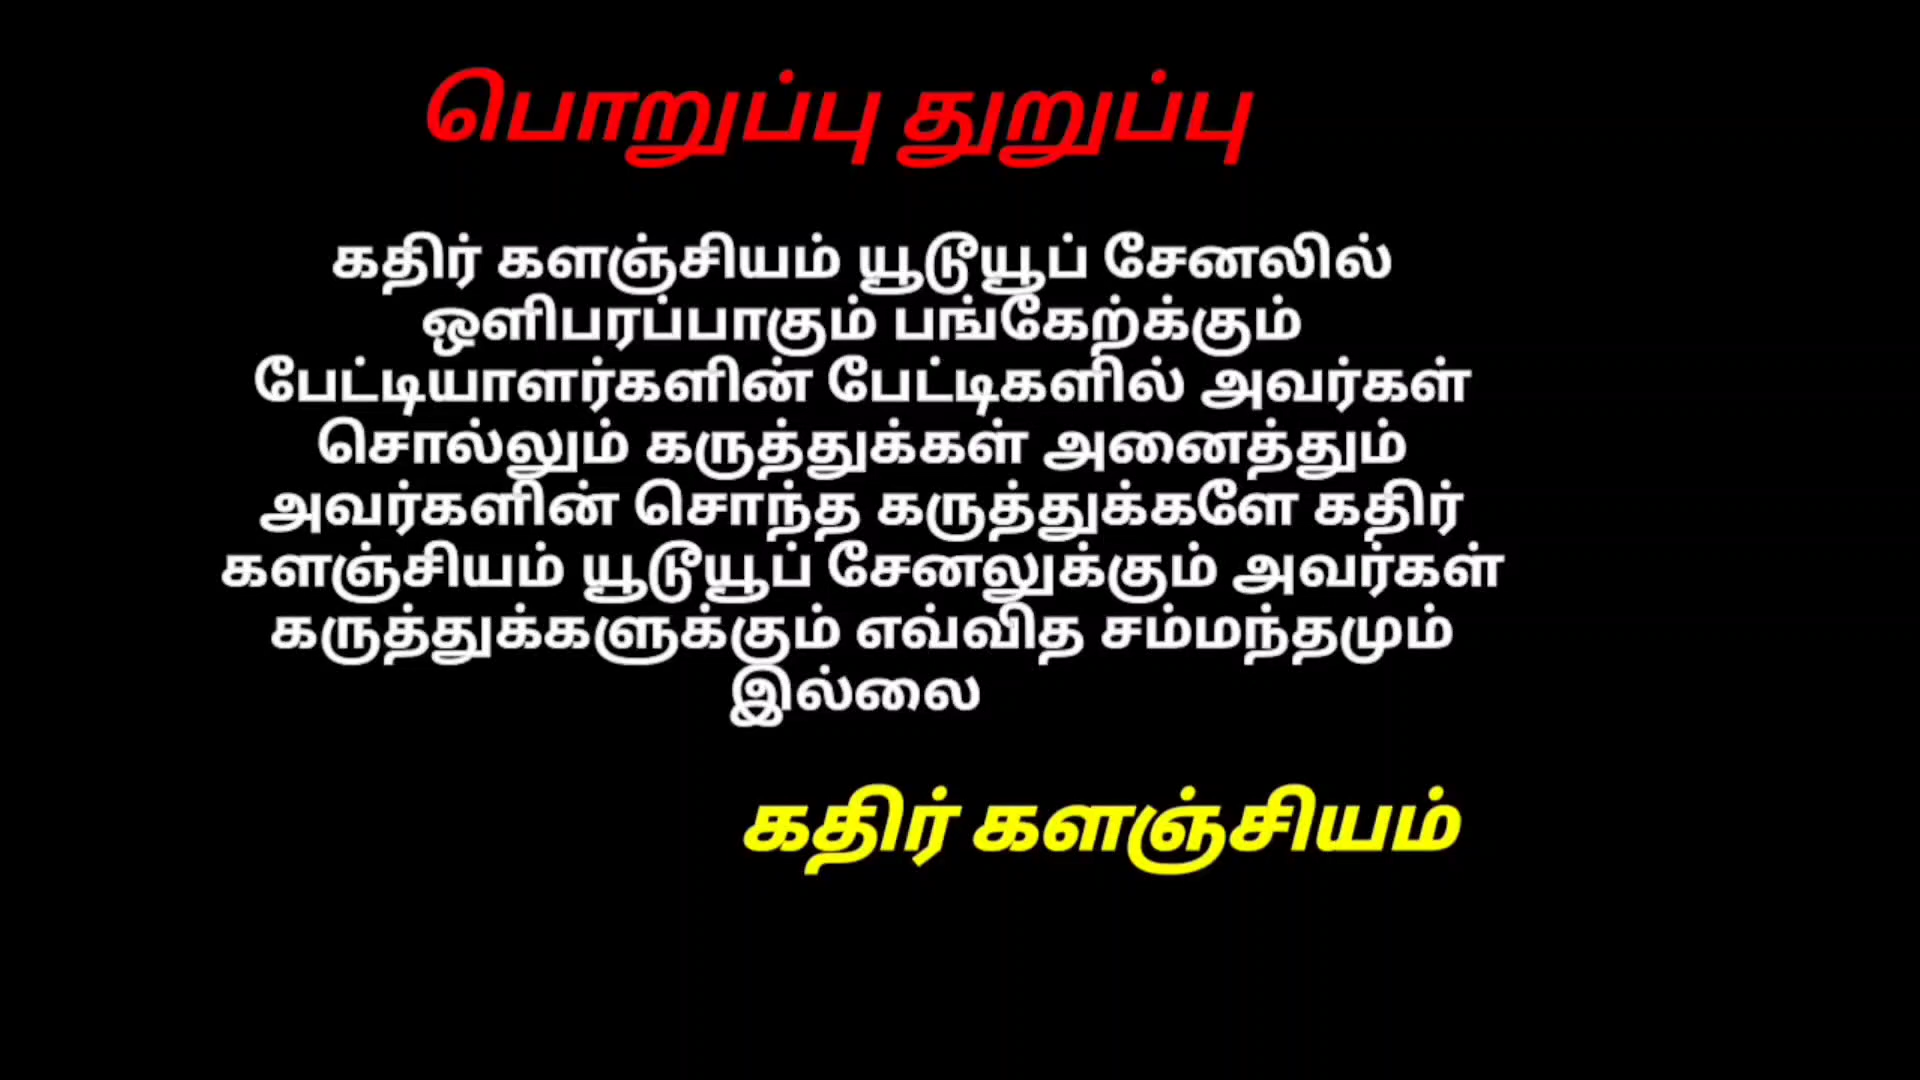 பொறுப்பு துறுப்பு
கதிர் களஞ்சியம் யூடூயூப் சேனலில்
ஒளிபரப்பாகும் பங்கேற்க்கும்
பேட்டியாளர்களின் பேட்டிகளில் அவர்கள்
சொல்லும் கருத்துக்கள் அனைத்தும்
அவர்களின் சொந்த கருத்துக்களே கதிர்
களஞ்சியம் யூடூயூப் சேனலுக்கும் அவர்கள்
கருத்துக்களுக்கும் எவ்வித சம்மந்தமும்
இல்லை
கதிர் களஞ்சியம்